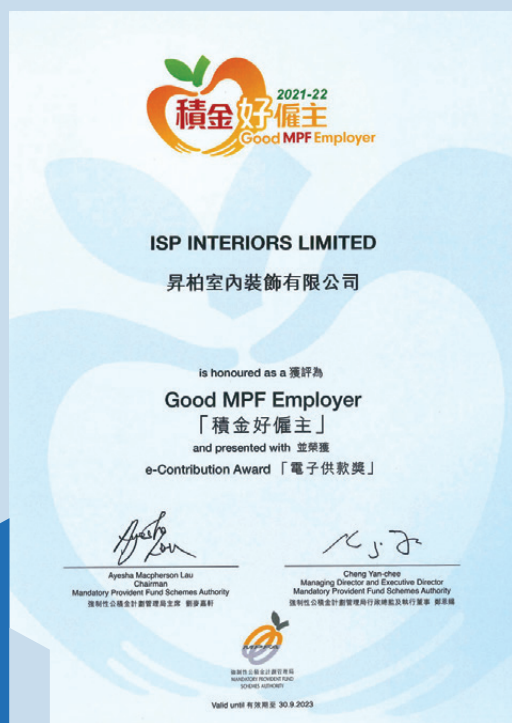 2021-22
積金好僱主
Good MPF Employer
ISP INTERIORS LIMITED
昇柏室內裝飾有限公司
is honoured as a 獲評為
Good MPF Employer
「積金好僱主」
and presented with 並榮獲
e-Contribution Award 「電子供款獎」
Ayesha Macpherson Lau
Chairman
Mandatory Provident Fund Schemes Authority
強制性公積金計劃管理局主席 劉麥嘉軒
Cheng Yan-chee
Managing Director and Executive Director
Mandatory Provident Fund Schemes Authority
強制性公積金計劃管理局行政總監及執行董事 鄭恩賜
MPFA
強制性公積金計劃管理局
MANDATORY PROVIDENT FUND
SCHEMES AUTHORITY
Valid until 有效期至 30.9.2023